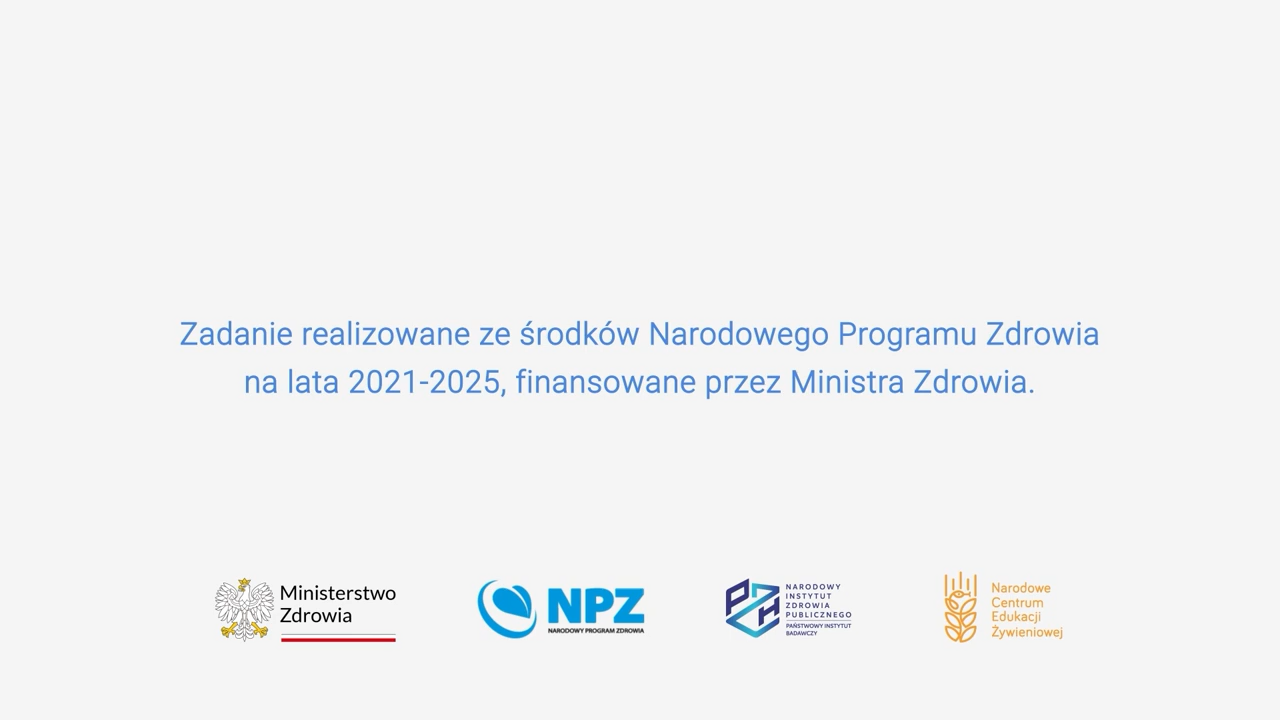 Zadanie realizowane ze środków Narodowego Programu Zdrowia
na lata 2021-2025, finansowane przez Ministra Zdrowia.
Ministerstwo
Zdrowia
NPZ
NARODOWY PROGRAM ZDROWIA
PZH
NARODOWY
INSTYTUT
ZDROWIA
PUBLICZNEGO
PAŃSTWOWY INSTYTUT
BADAWCZY
Narodowe
Centrum
Edukacji
Żywieniowej